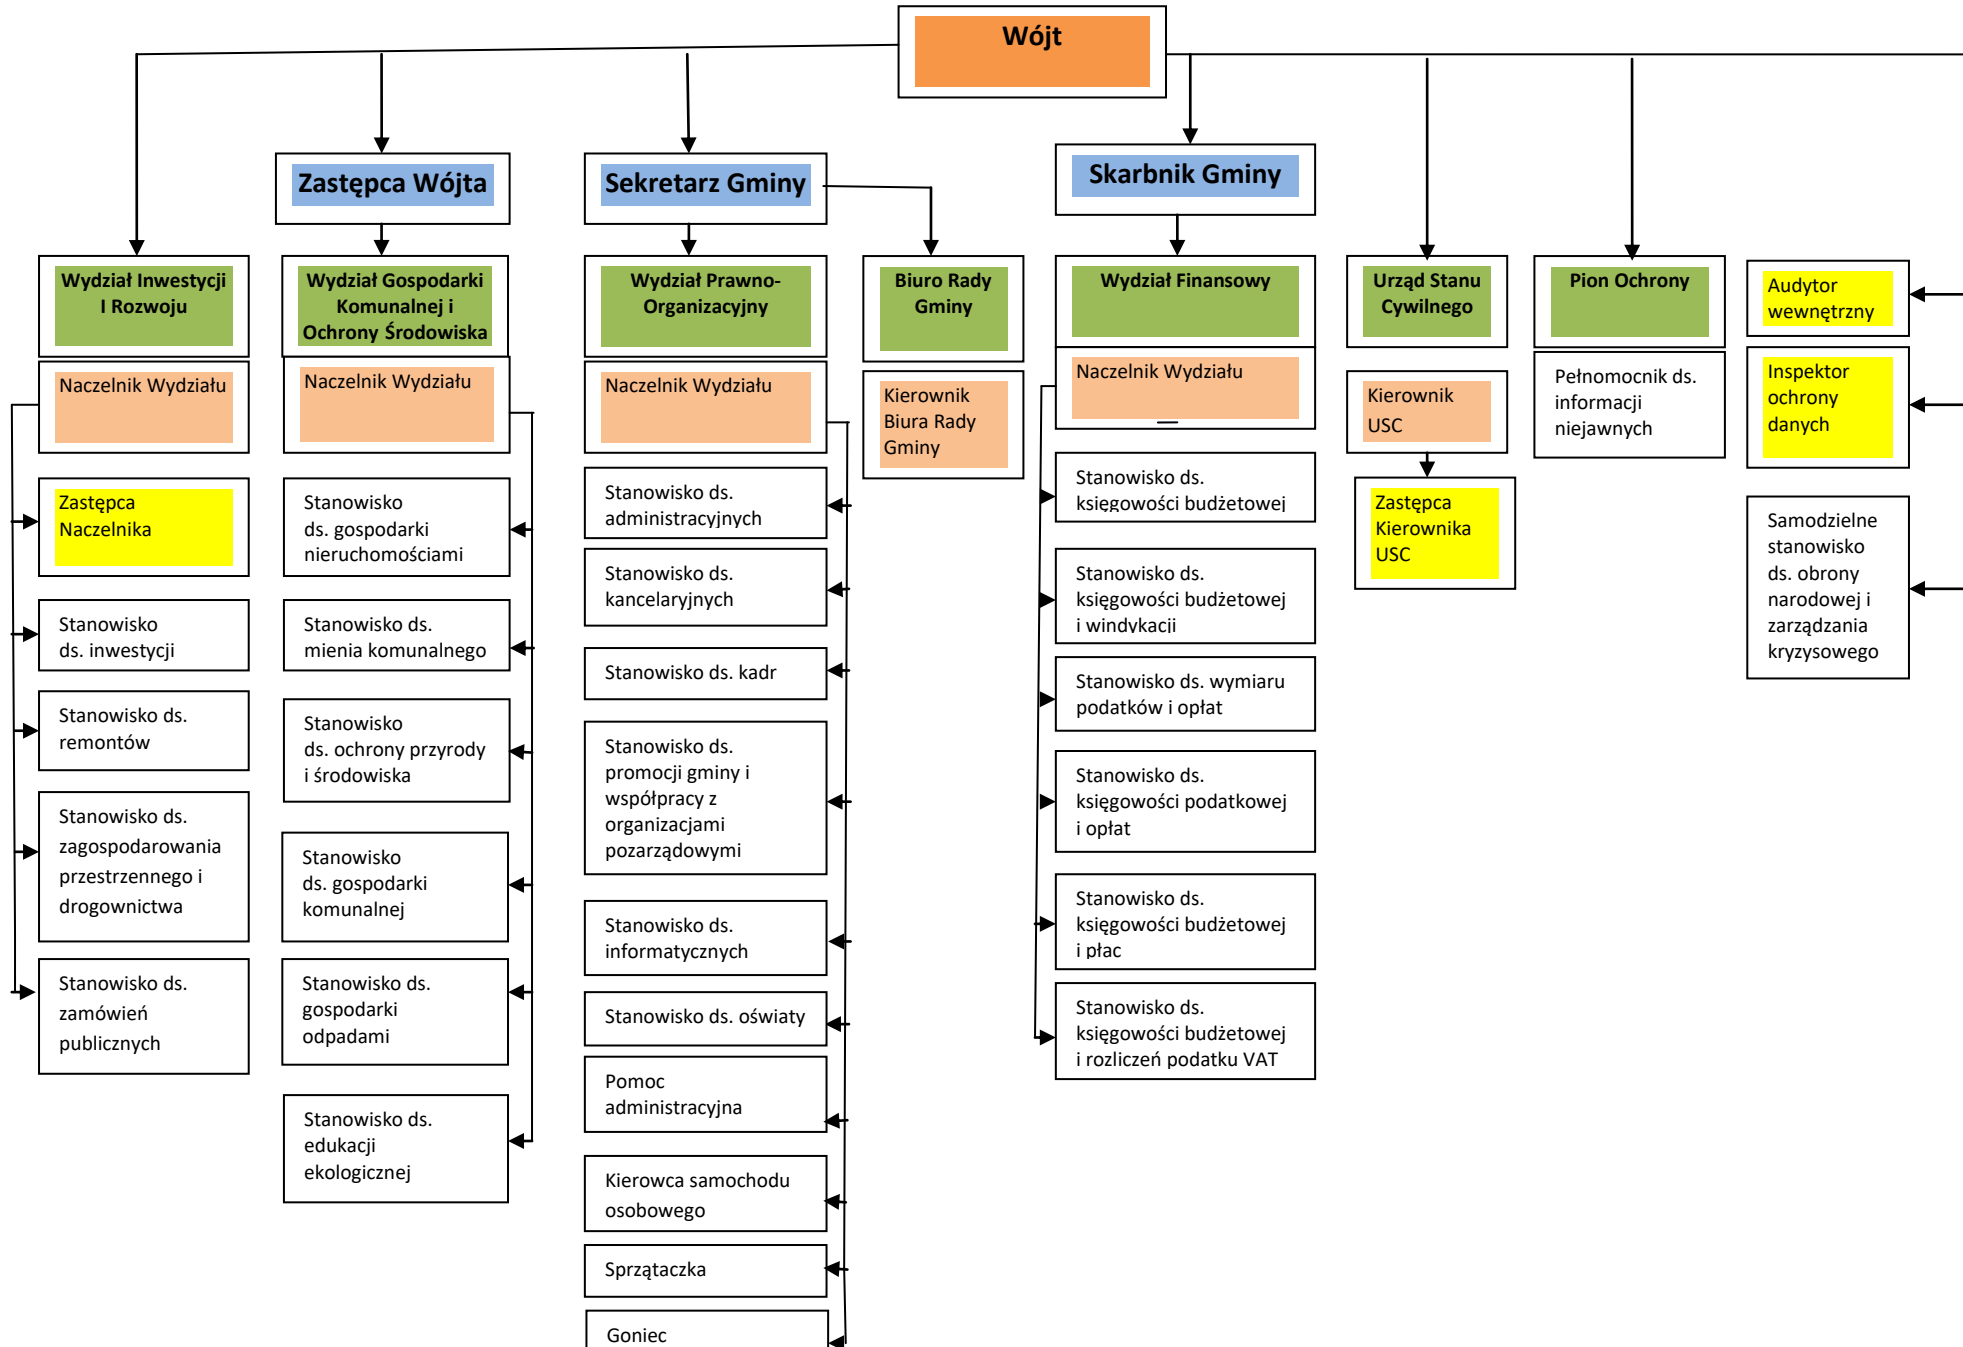 Wójt
Zastępca Wójta
Sekretarz Gminy
Skarbnik Gminy
Wydział Inwestycji
I Rozwoju
Naczelnik Wydziału
Zastępca
Naczelnika
Stanowisko
ds. inwestycji
Stanowisko ds.
remontów
Stanowisko ds.
zagospodarowania
przestrzennego i
drogownictwa
Stanowisko ds.
zamówień
publicznych
Wydział Gospodarki
Komunalnej i
Ochrony Środowiska
Naczelnik Wydziału
Stanowisko
ds. gospodarki
nieruchomościami
Stanowisko ds.
mienia komunalnego
Stanowisko
ds. ochrony przyrody
i środowiska
Stanowisko
ds. gospodarki
komunalnej
Stanowisko ds.
gospodarki
odpadami
Stanowisko ds.
edukacji
ekologicznej
Wydział Prawno-
Organizacyjny
Naczelnik Wydziału
Stanowisko ds.
administracyjnych
Stanowisko ds.
kancelaryjnych
Stanowisko ds. kadr
Stanowisko ds.
promocji gminy i
współpracy z
organizacjami
pozarządowymi
Stanowisko ds.
informatycznych
Stanowisko ds. oświaty
Pomoc
administracyjna
Kierowca samochodu
osobowego
Sprzątaczka
Goniec
Biuro Rady
Gminy
Kierownik
Biura Rady
Gminy
Wydział Finansowy
Naczelnik Wydziału
Stanowisko ds.
księgowości budżetowej
Stanowisko ds.
księgowości budżetowej
i windykacji
Stanowisko ds. wymiaru
podatków i opłat
Stanowisko ds.
księgowości podatkowej
i opłat
Stanowisko ds.
księgowości budżetowej
i płac
Stanowisko ds.
księgowości budżetowej
i rozliczeń podatku VAT
Urząd Stanu
Cywilnego
Kierownik
USC
Zastępca
Kierownika
USC
Pion Ochrony
Pełnomocnik ds.
informacji
niejawnych
Audytor
wewnętrzny
Inspektor
ochrony
danych
Samodzielne
stanowisko
ds. obrony
narodowej i
zarządzania
kryzysowego